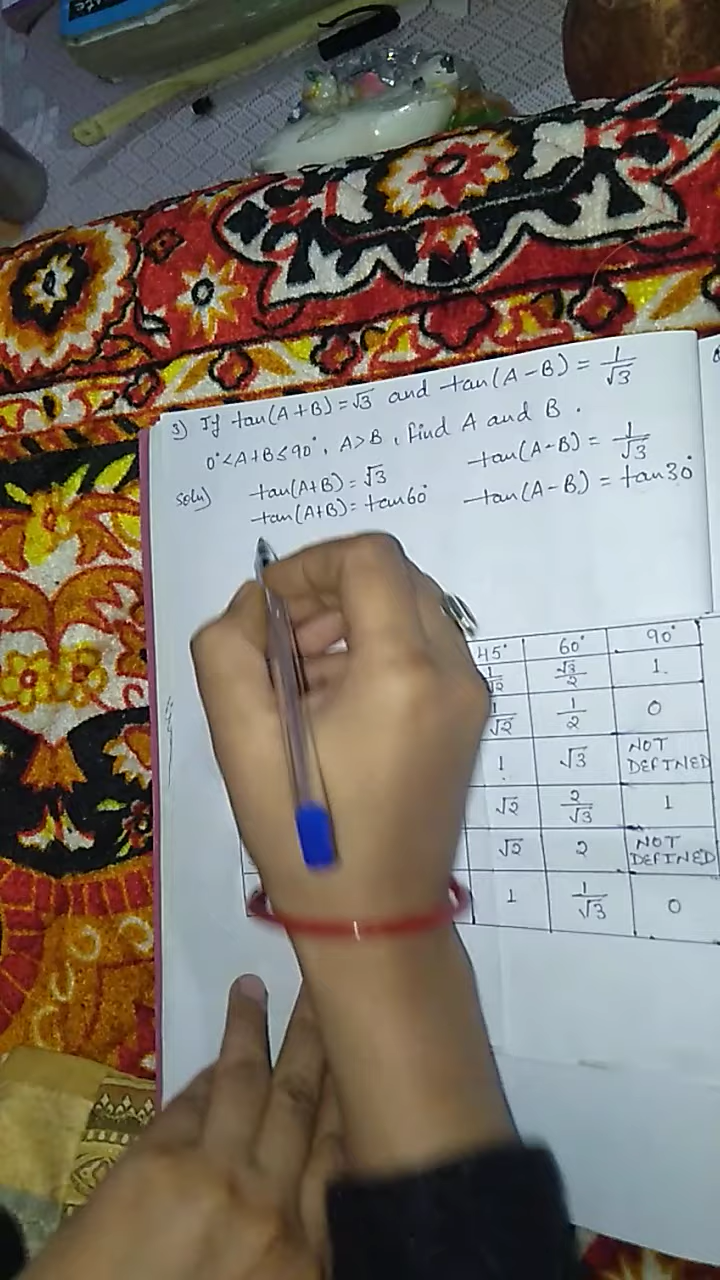 3) If tan(A+B) = √3 and tan(A-B) = 1/√3
0° < A+B ≤ 90°, A>B, find A and B.
Soln) tan(A+B) = √3 tan(A-B) = 1/√3
tan(A+B) = tan60° tan(A-B) = tan30°
45° 60° 90°
1/√2 √3/2 1
1/√2 1/2 0
1 √3 NOT DEFINED
√2 2/√3 1
√2 2 NOT DEFINED
1 1/√3 0